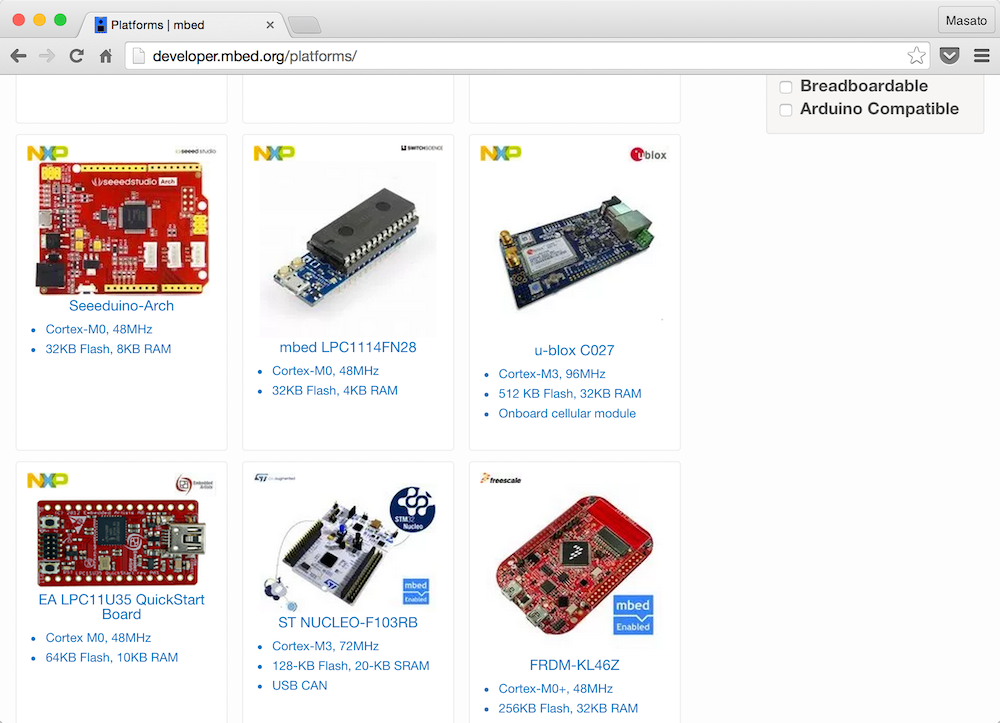 Platforms | mbed
Masato
developer.mbed.org/platforms/
Breadboardable
Arduino Compatible
NXP
seeed studio
seeedstudio Arch
Seeeduino-Arch
Cortex-M0, 48MHz
32KB Flash, 8KB RAM
NXP
SWITCHSCIENCE
mbed LPC1114FN28
Cortex-M0, 48MHz
32KB Flash, 4KB RAM
NXP
ublox
u-blox C027
Cortex-M3, 96MHz
512 KB Flash, 32KB RAM
Onboard cellular module
NXP
Embedded
Artists
EA LPC11U35 QuickStart
Board
Cortex M0, 48MHz
64KB Flash, 10KB RAM
ST
STM32
Nucleo
mbed
Enabled
ST NUCLEO-F103RB
Cortex-M3, 72MHz
128-KB Flash, 20-KB SRAM
USB CAN
freescale
mbed
Enabled
FRDM-KL46Z
Cortex-M0+, 48MHz
256KB Flash, 32KB RAM